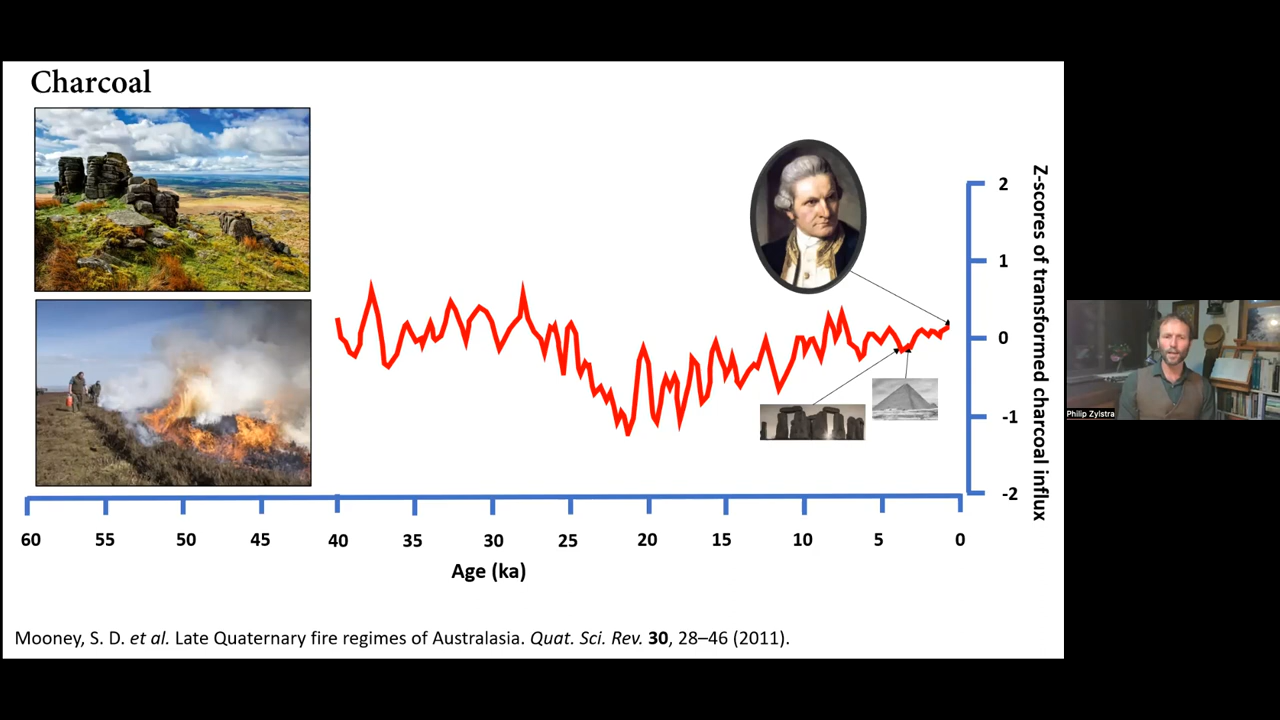 Charcoal
2
1
0
-1
-2
Z-scores of transformed charcoal influx
60 55 50 45 40 35 30 25 20 15 10 5 0
Age (ka)
Mooney, S. D. et al. Late Quaternary fire regimes of Australasia. Quat. Sci. Rev. 30, 28–46 (2011).
Philip Zylstra